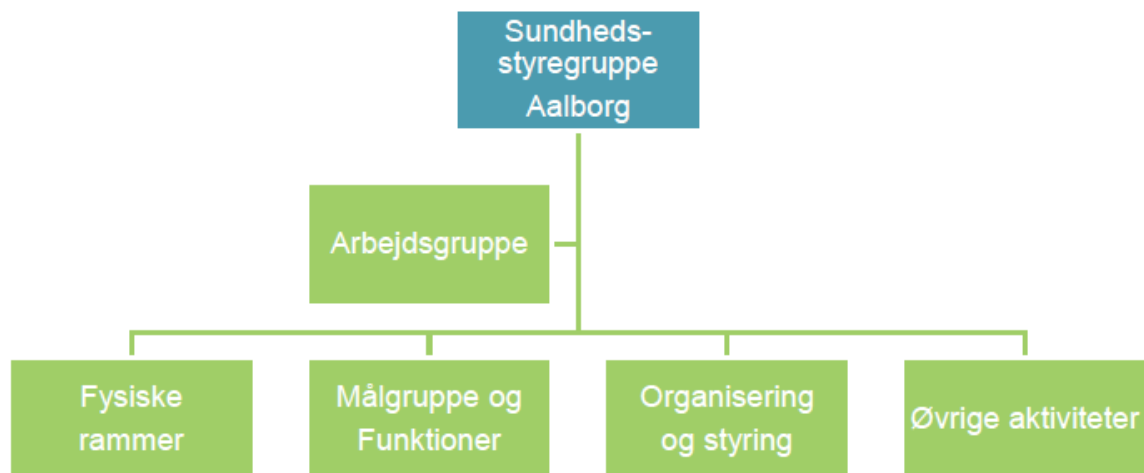 Sundheds-
styregruppe
Aalborg
Arbejdsgruppe
Fysiske
rammer
Målgruppe og
Funktioner
Organisering
og styring
Øvrige aktiviteter